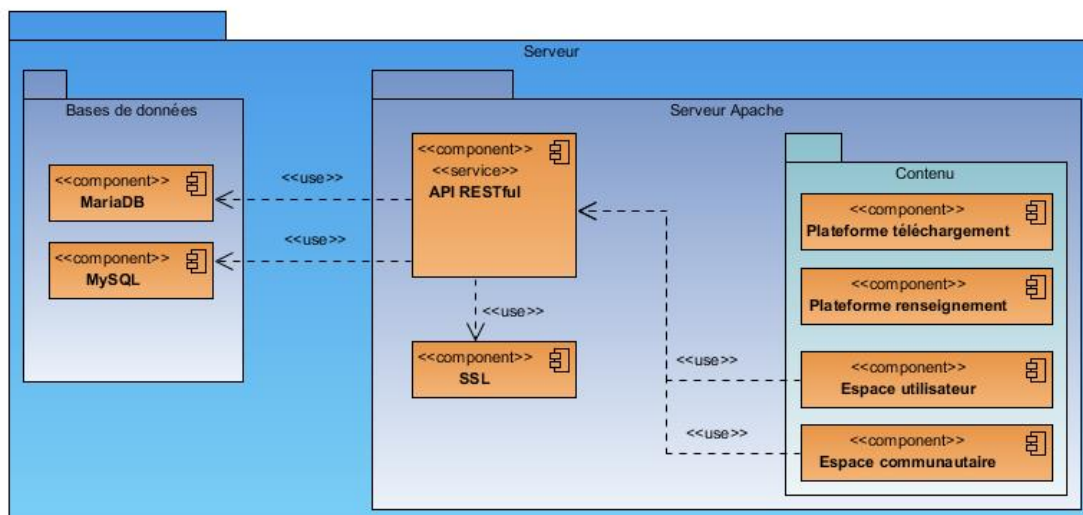 Serveur
Bases de données
<<component>>
MariaDB
<<component>>
MySQL
<<use>>
<<use>>
Serveur Apache
<<component>>
<<service>>
API RESTful
<<use>>
<<component>>
SSL
<<use>>
<<use>>
Contenu
<<component>>
Plateforme téléchargement
<<component>>
Plateforme renseignement
<<component>>
Espace utilisateur
<<component>>
Espace communautaire